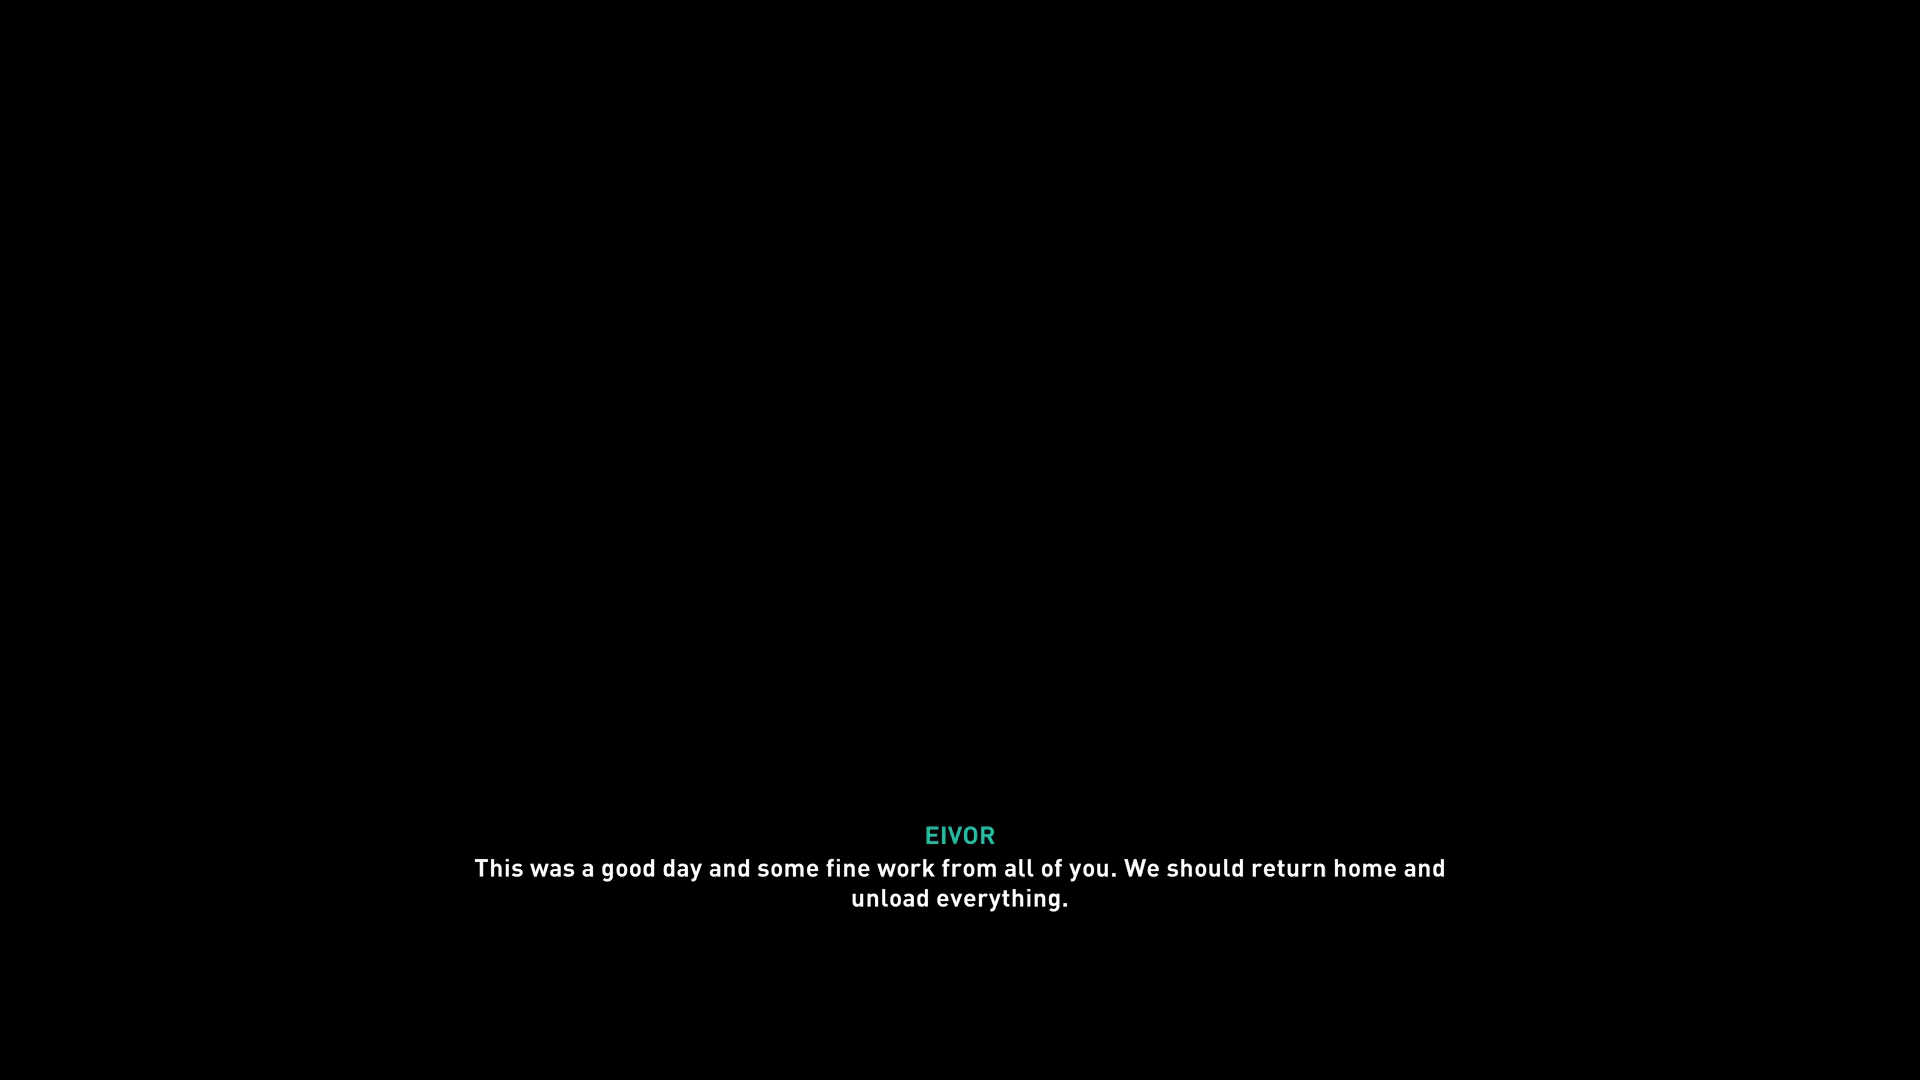 EIVOR
This was a good day and some fine work from all of you. We should return home and
unload everything.